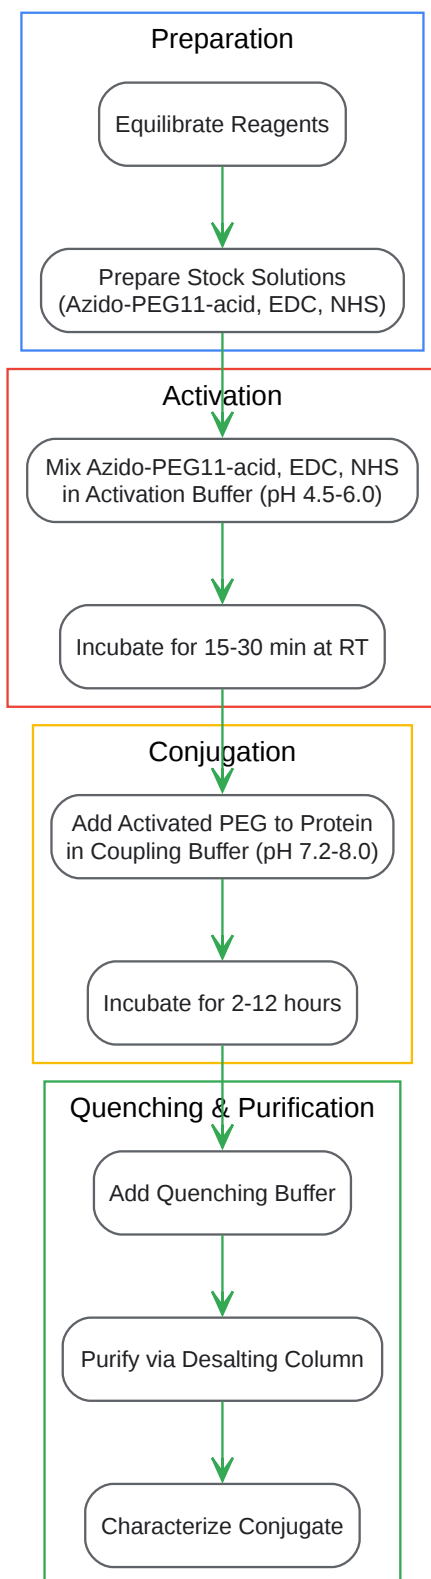 Preparation
Equilibrate Reagents
Prepare Stock Solutions
(Azido-PEG11-acid, EDC, NHS)
Activation
Mix Azido-PEG11-acid, EDC, NHS
in Activation Buffer (pH 4.5-6.0)
Incubate for 15-30 min at RT
Conjugation
Add Activated PEG to Protein
in Coupling Buffer (pH 7.2-8.0)
Incubate for 2-12 hours
Quenching & Purification
Add Quenching Buffer
Purify via Desalting Column
Characterize Conjugate